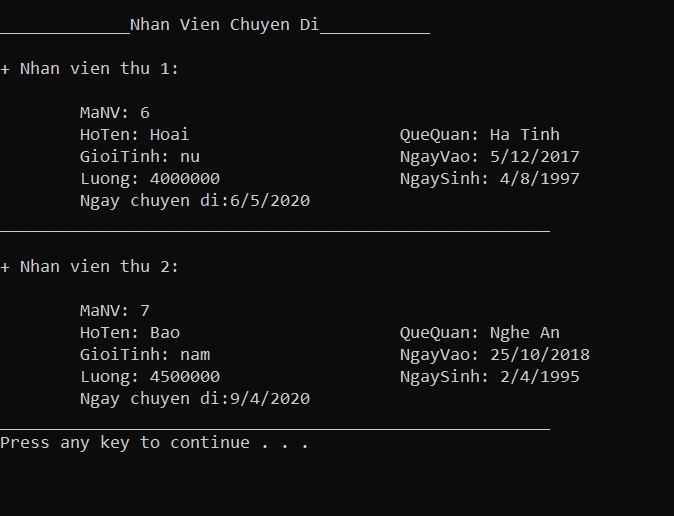 _____________Nhan Vien Chuyen Di___________
+ Nhan vien thu 1:
MaNV: 6
HoTen: Hoai QueQuan: Ha Tinh
GioiTinh: nu NgayVao: 5/12/2017
Luong: 4000000 NgaySinh: 4/8/1997
Ngay chuyen di:6/5/2020
_______________________________________________________
+ Nhan vien thu 2:
MaNV: 7
HoTen: Bao QueQuan: Nghe An
GioiTinh: nam NgayVao: 25/10/2018
Luong: 4500000 NgaySinh: 2/4/1995
Ngay chuyen di:9/4/2020
_______________________________________________________
Press any key to continue . . .